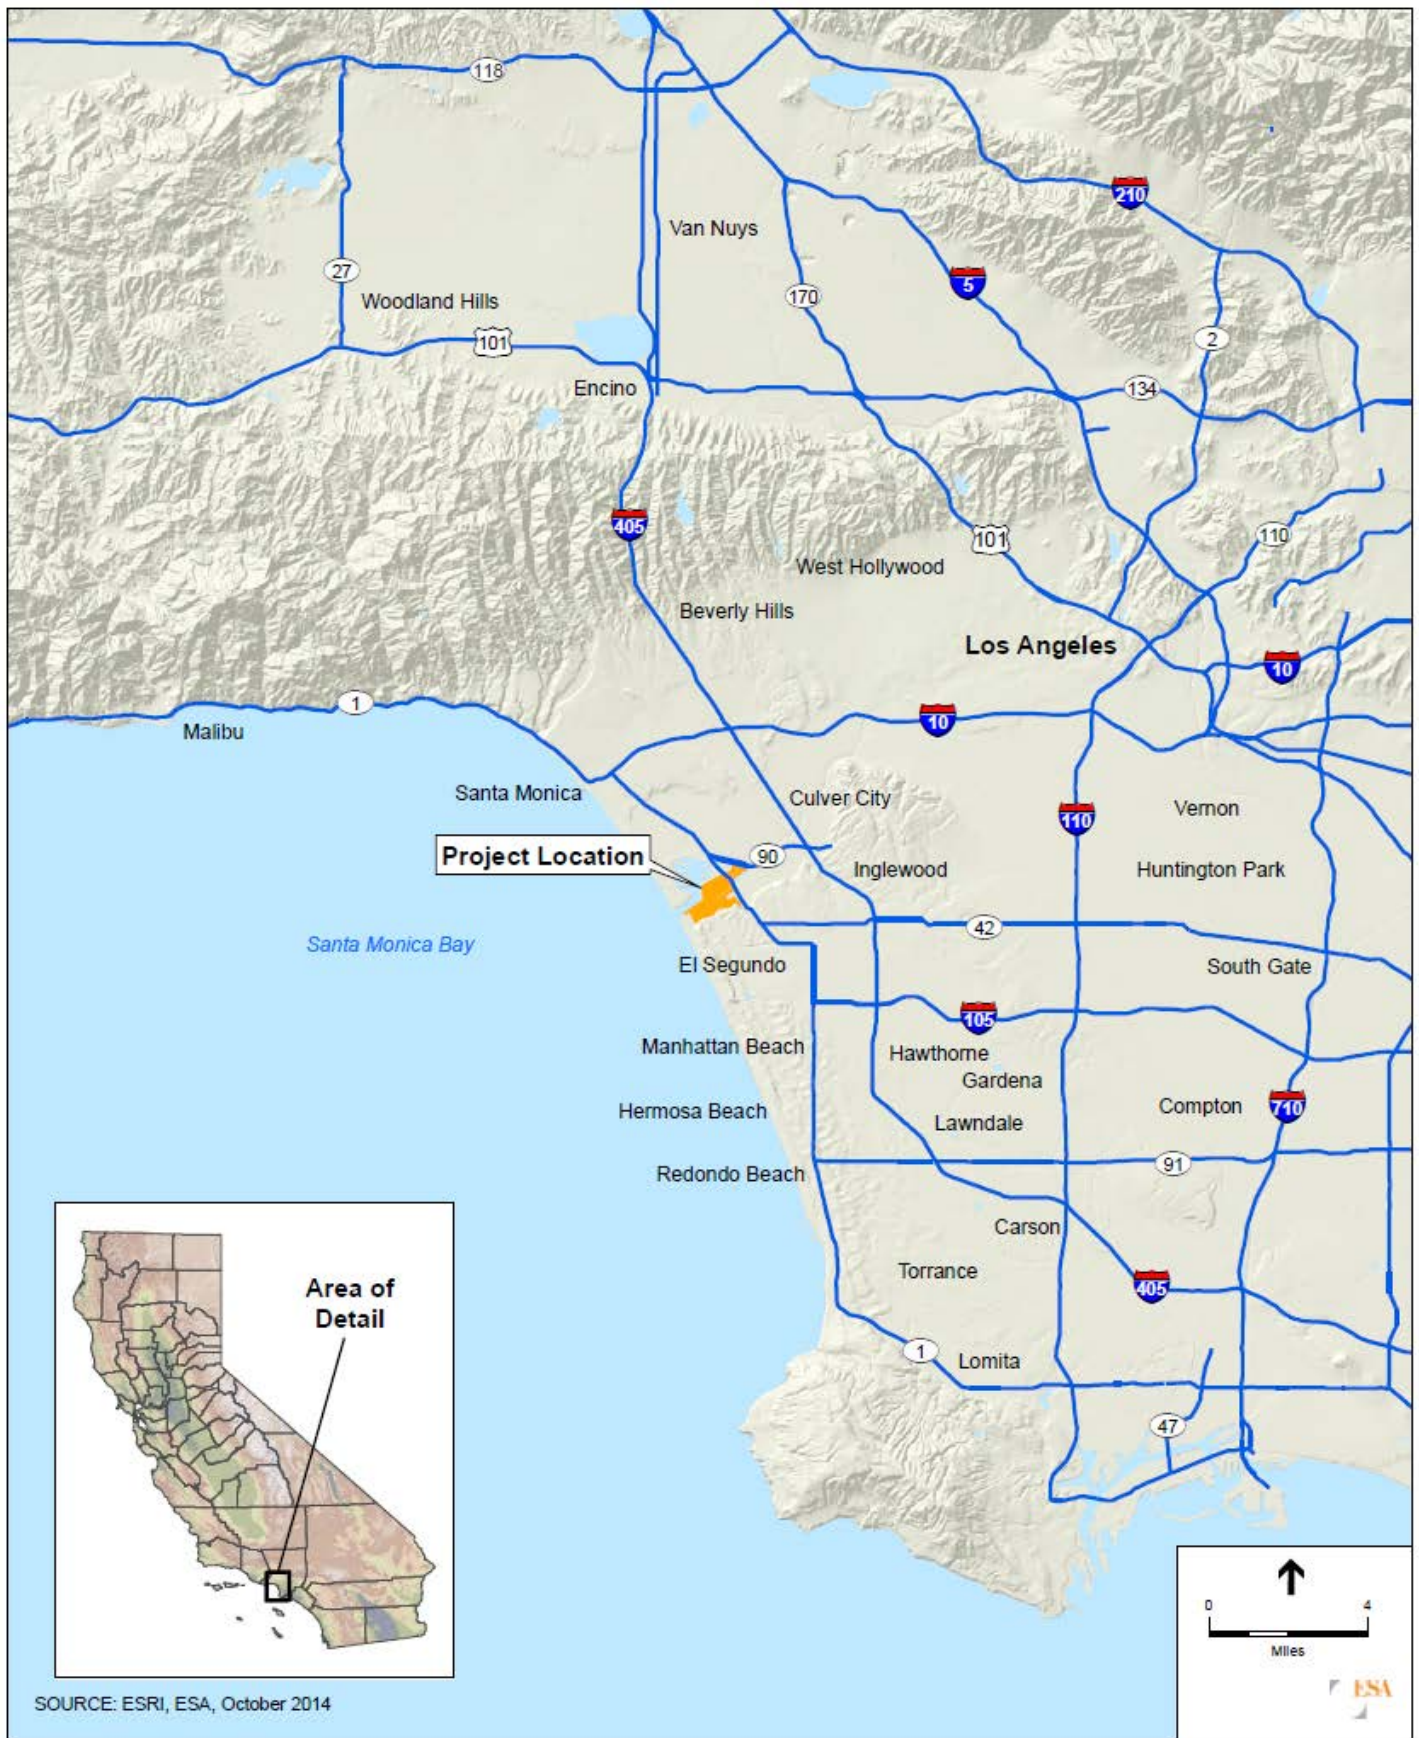 118
210
Van Nuys
27
5
170
Woodland Hills
101
2
Encino
134
405
101
110
West Hollywood
Beverly Hills
Los Angeles
10
1
10
Malibu
Santa Monica
Culver City
110
Vernon
Project Location
90
Inglewood
Huntington Park
42
Santa Monica Bay
El Segundo
South Gate
105
Manhattan Beach
Hawthorne
Gardena
Hermosa Beach
Lawndale
Compton
710
91
Redondo Beach
Carson
Torrance
405
Area of
Detail
1
Lomita
47
0
4
Miles
ESA
SOURCE: ESRI, ESA, October 2014